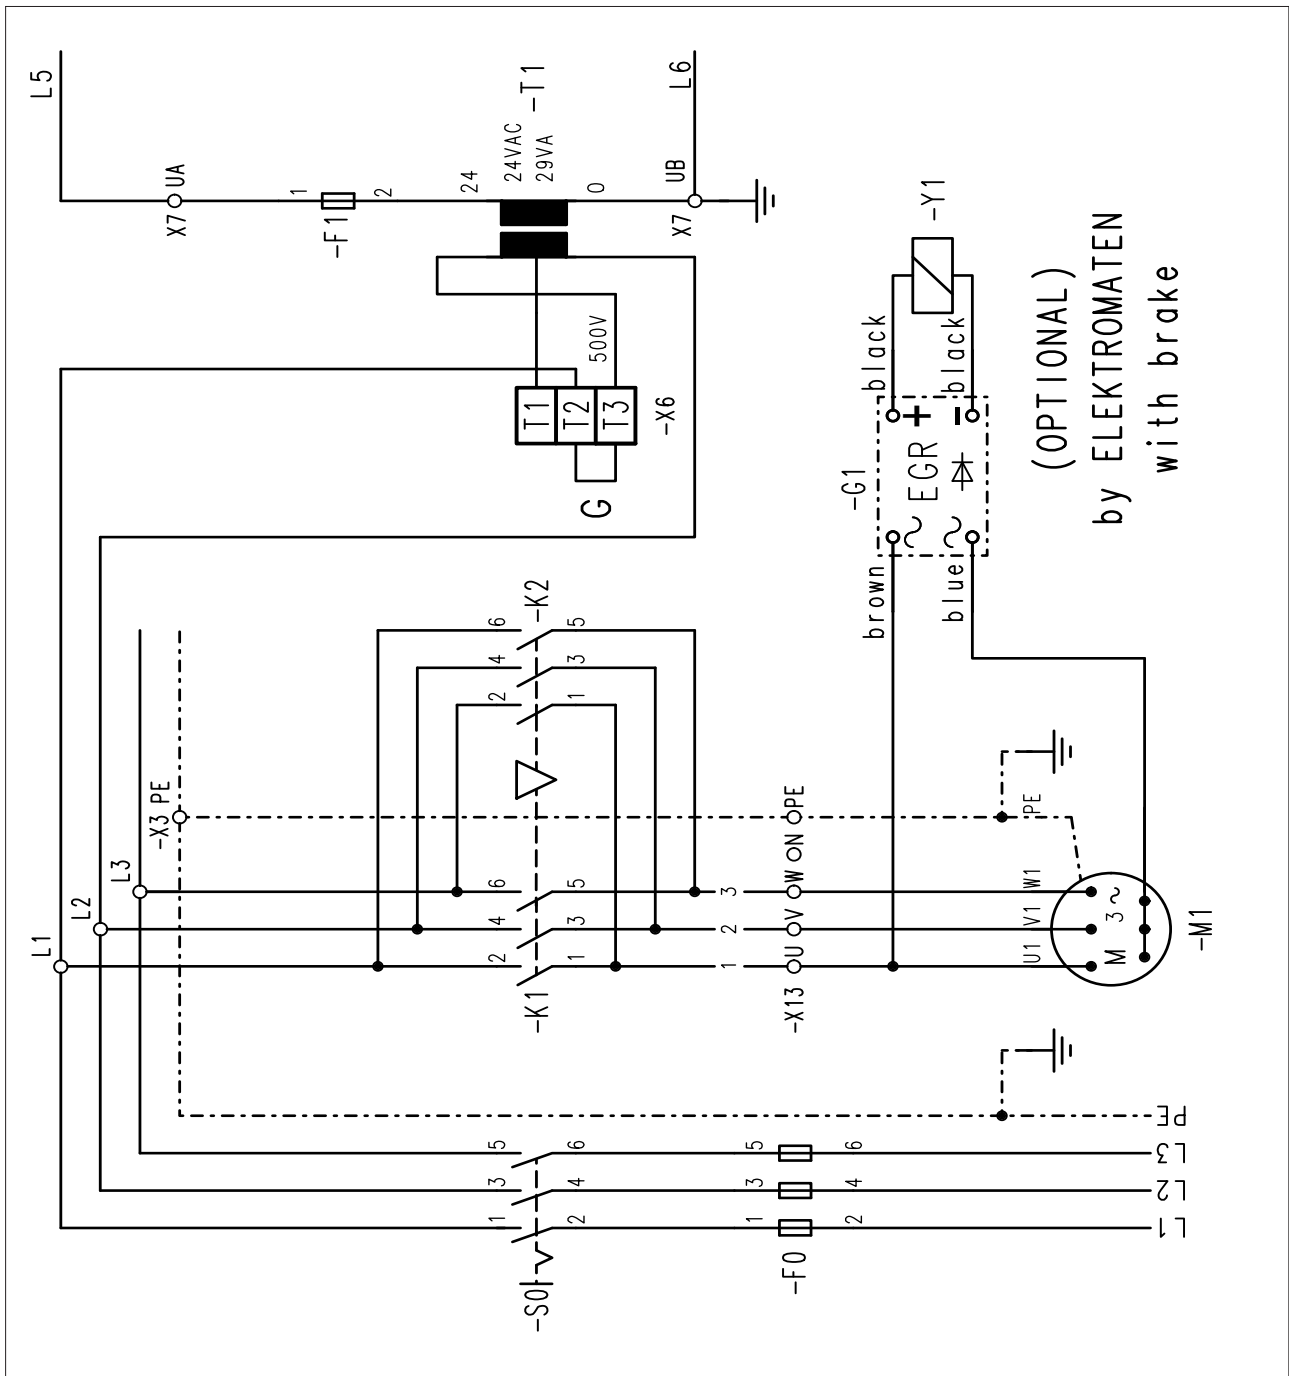 L1
L2
L3
PE
1
3
5
2
4
6
-F0
1
3
5
2
4
6
-S0
L1
L2
L3
-X3 PE
2
4
6
1
3
5
-K1
2
4
6
1
3
5
-K2
1
2
3
-X13
U
V
W
N
PE
U1
V1
W1
PE
M
3
~
-M1
brown
blue
-G1
EGR
~
~
+
-
black
black
-Y1
(OPTIONAL)
by ELEKTROMATEN
with brake
G
T1
T2
T3
-X6
500V
L5
X7
UA
1
2
-F1
24
0
24VAC
29VA
-T1
X7
UB
L6